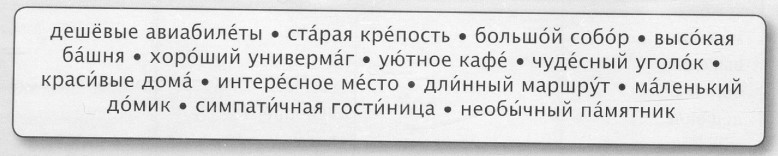 дешёвые авиабиле́ты • ста́рая кре́пость • большо́й собо́р • высо́кая
ба́шня • хоро́ший универма́г • ую́тное кафе́ • чуде́сный уголо́к •
краси́вые дома́ • интере́сное ме́сто • дли́нный маршру́т • ма́ленький
до́мик • симпати́чная гости́ница • необы́чный па́мятник